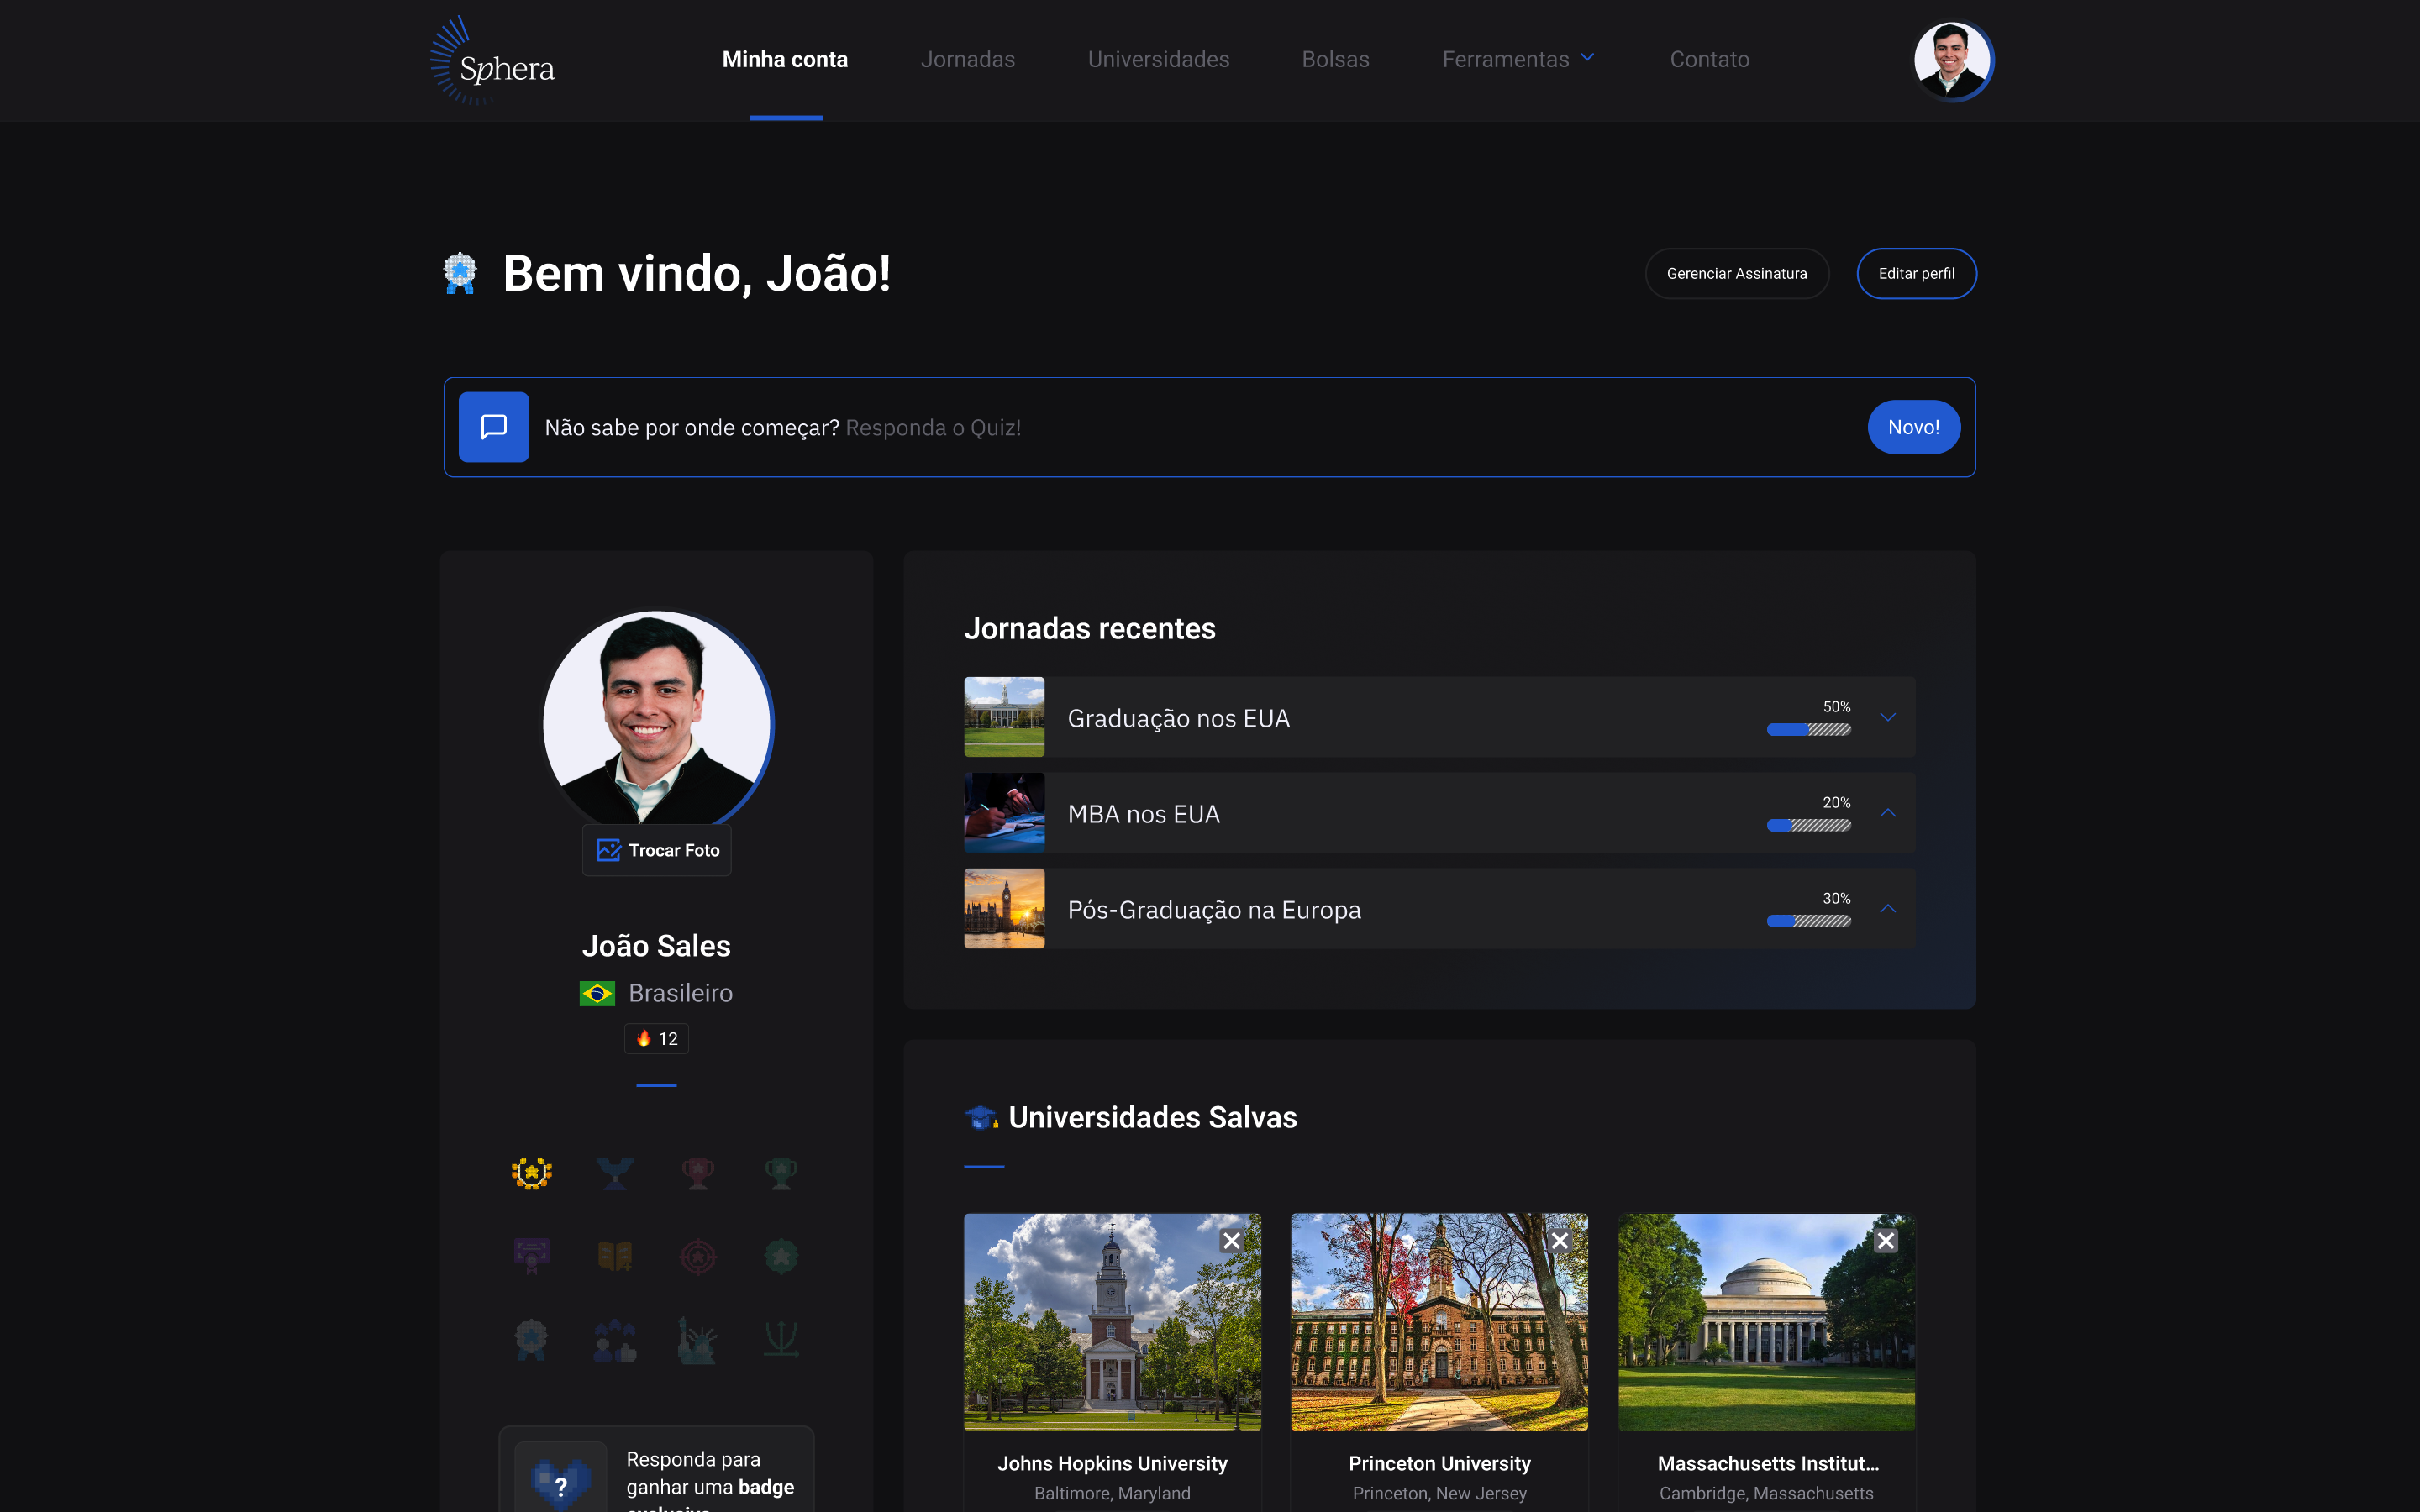 Sphera
Minha conta
Jornadas
Universidades
Bolsas
Ferramentas
Contato
Bem vindo, João!
Gerenciar Assinatura
Editar perfil
Não sabe por onde começar? Responda o Quiz!
Novo!
Trocar Foto
João Sales
Brasileiro
12
Responda para
ganhar uma badge
Jornadas recentes
Graduação nos EUA
50%
MBA nos EUA
20%
Pós-Graduação na Europa
30%
Universidades Salvas
Johns Hopkins University
Baltimore, Maryland
Princeton University
Princeton, New Jersey
Massachusetts Institut...
Cambridge, Massachusetts